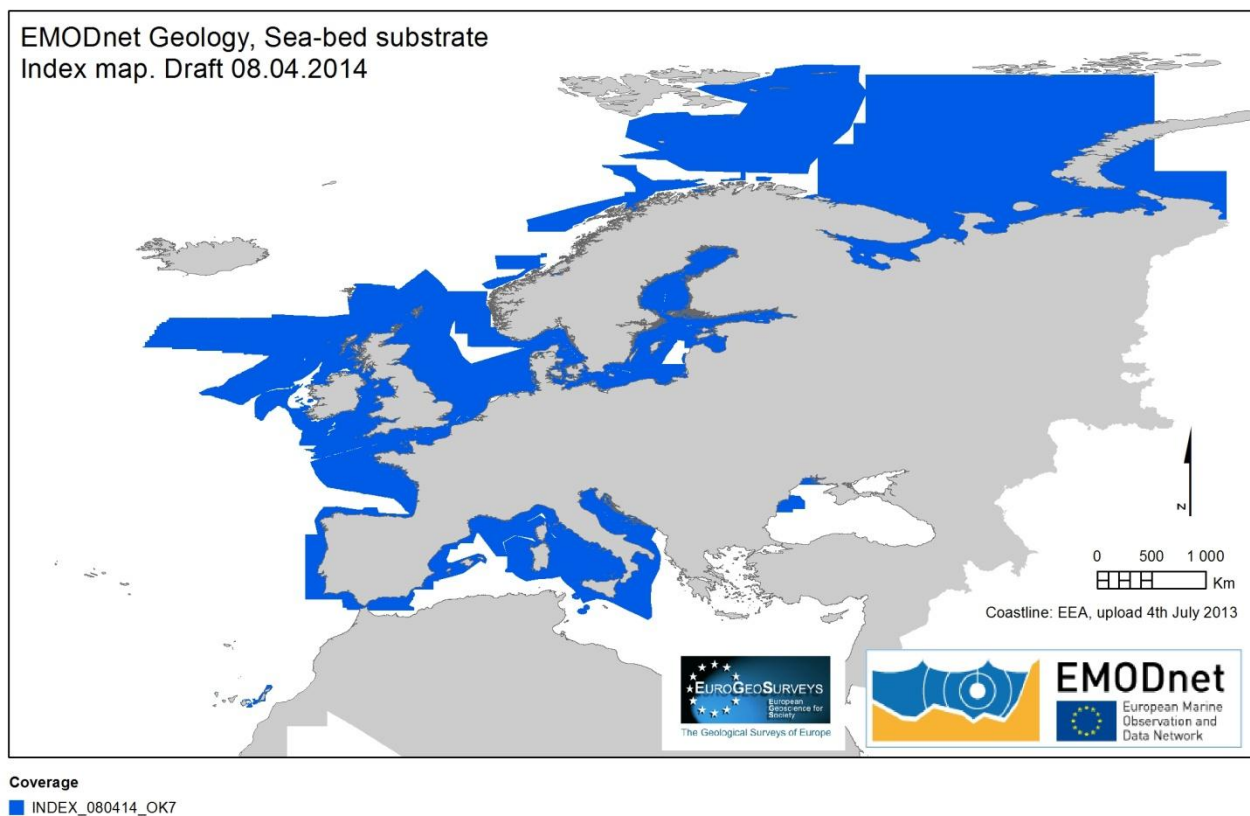 EMODnet Geology, Sea-bed substrate
Index map. Draft 08.04.2014
N
0 500 1 000
Km
Coastline: EEA, upload 4th July 2013
EUROGEOSURVEYS
European
Geoscience for
Society
The Geological Surveys of Europe
EMODnet
European Marine
Observation and
Data Network
Coverage
INDEX_080414_OK7